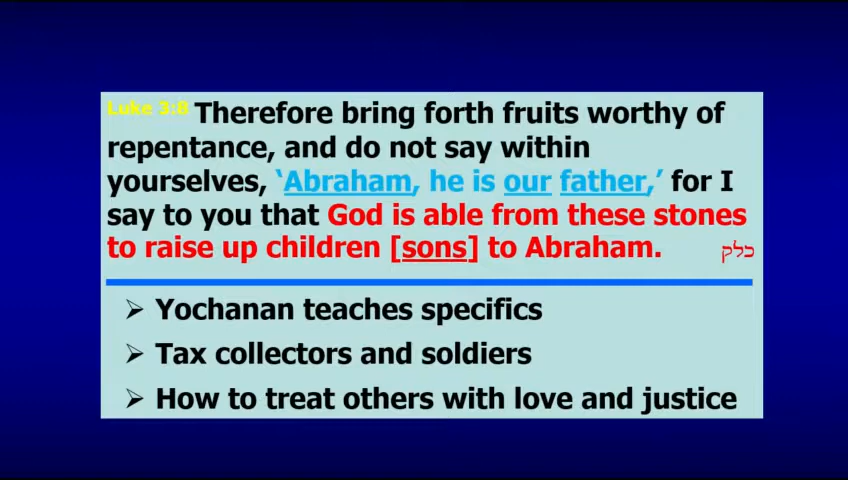 Luke 3:8 Therefore bring forth fruits worthy of
repentance, and do not say within
yourselves, ‘Abraham, he is our father,’ for I
say to you that God is able from these stones
to raise up children [sons] to Abraham. כלק
➢ Yochanan teaches specifics
➢ Tax collectors and soldiers
➢ How to treat others with love and justice